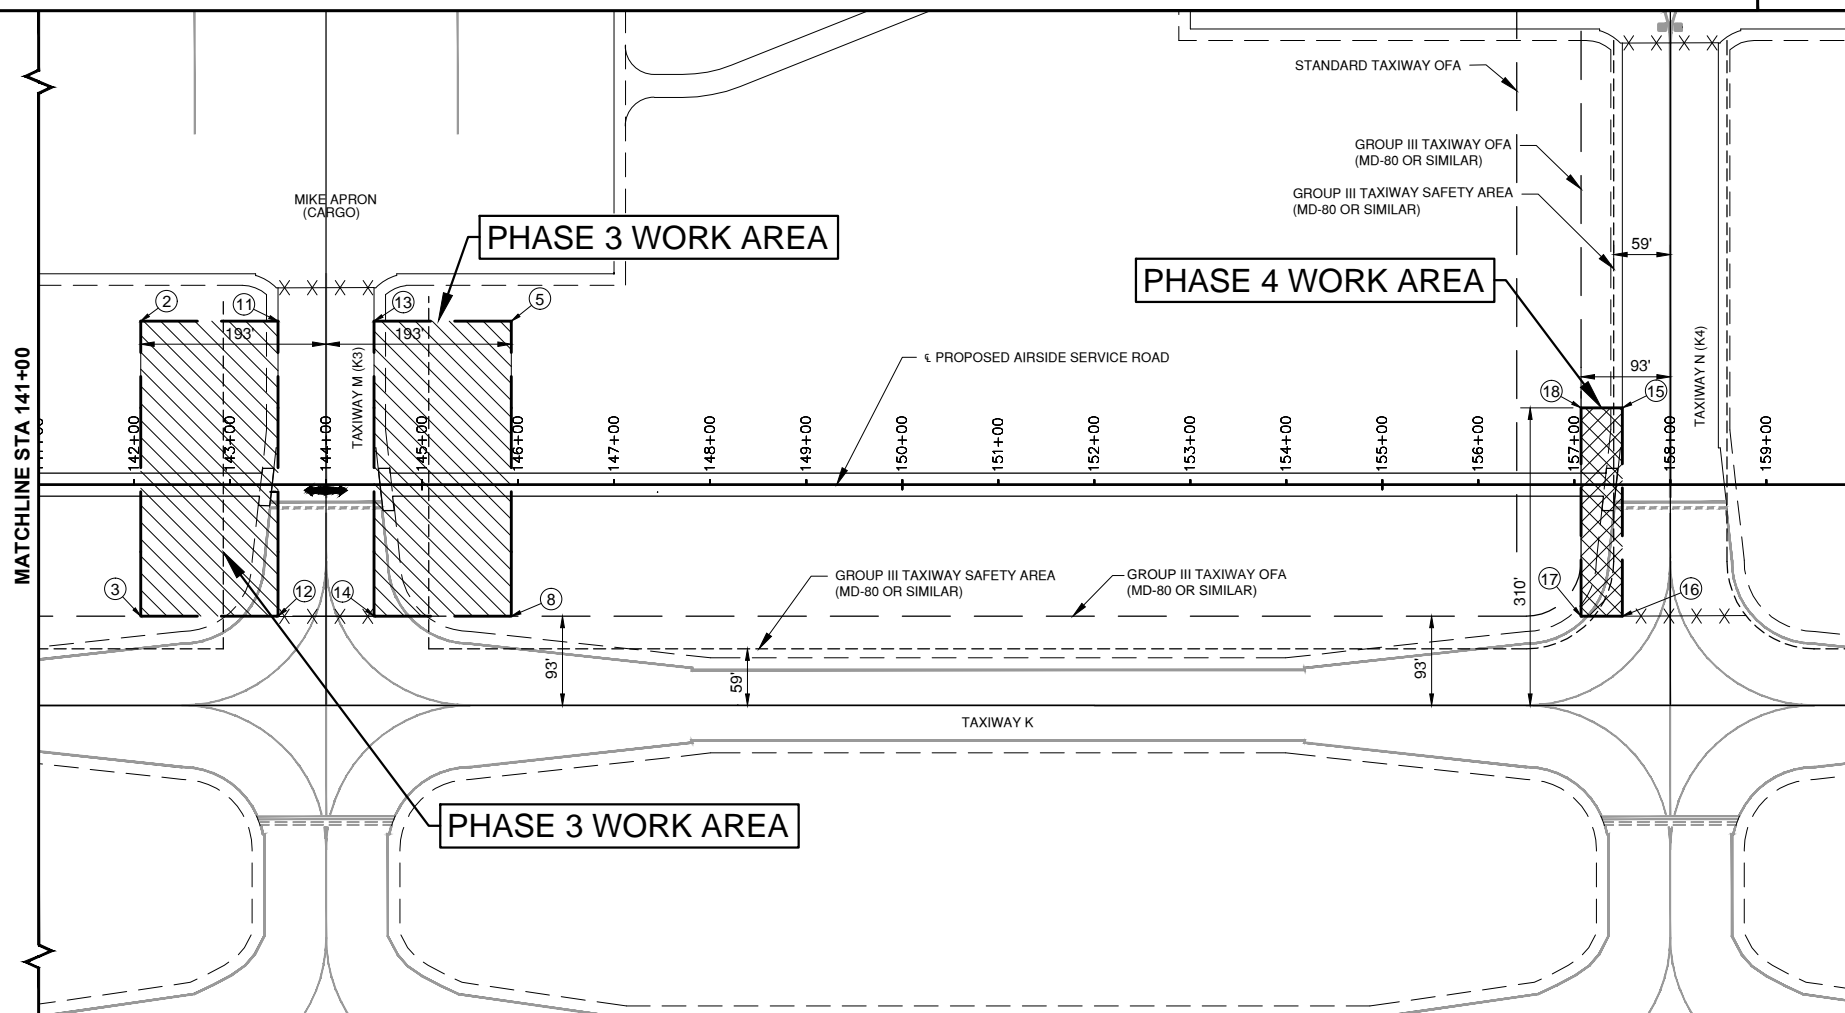 STANDARD TAXIWAY OFA
GROUP III TAXIWAY OFA
(MD-80 OR SIMILAR)
GROUP III TAXIWAY SAFETY AREA
(MD-80 OR SIMILAR)
MIKE APRON
(CARGO)
PHASE 3 WORK AREA
59'
PHASE 4 WORK AREA
2
11
13
5
193'
193'
MATCHLINE STA 141+00
TAXIWAY M (K3)
℄ PROPOSED AIRSIDE SERVICE ROAD
TAXIWAY N (K4)
93'
18
15
142+00
143+00
144+00
145+00
146+00
147+00
148+00
149+00
150+00
151+00
152+00
153+00
154+00
155+00
156+00
157+00
158+00
159+00
3
12
14
8
GROUP III TAXIWAY SAFETY AREA
(MD-80 OR SIMILAR)
GROUP III TAXIWAY OFA
(MD-80 OR SIMILAR)
310'
17
16
93'
59'
93'
TAXIWAY K
PHASE 3 WORK AREA